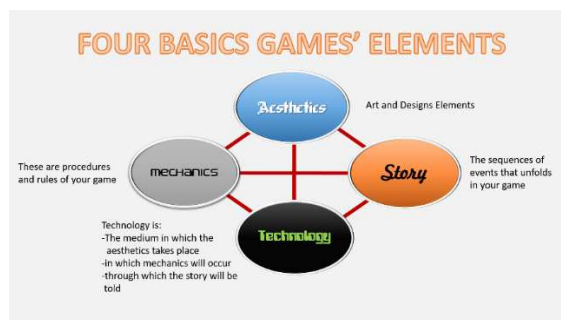 FOUR BASICS GAMES' ELEMENTS
Aesthetics
Art and Designs Elements
These are procedures
and rules of your game
mechanics
Story
The sequences of
events that unfolds
in your game
Technology is:
-The medium in which the
aesthetics takes place
-in which mechanics will occur
-through which the story will be
told
Technology